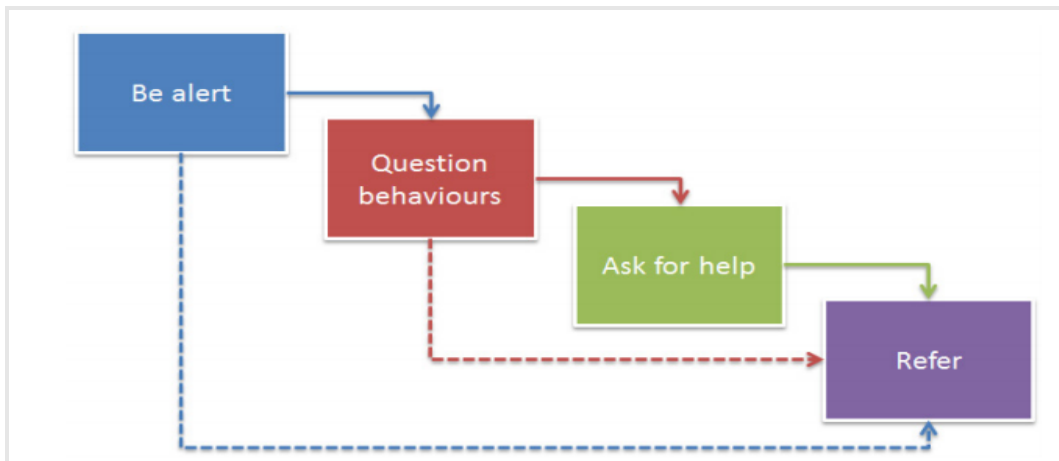 Be alert
Question
behaviours
Ask for help
Refer